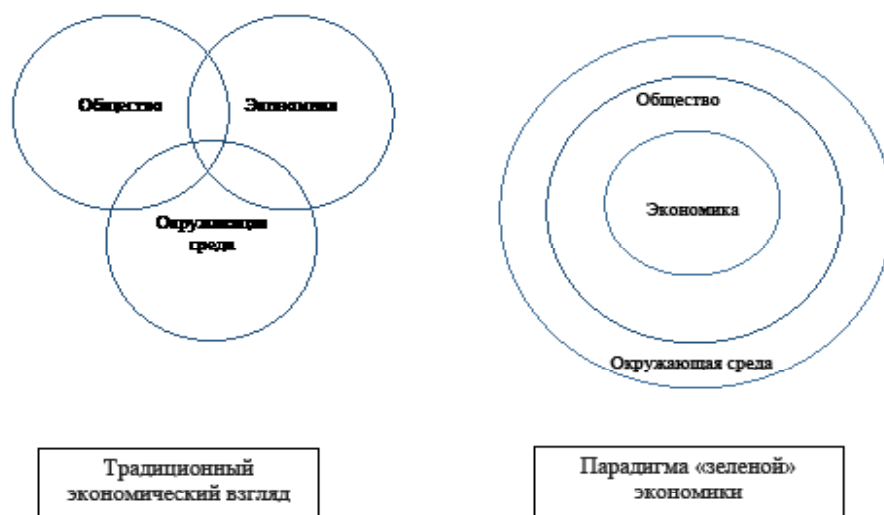 Общество
Экономика
Окружающая
среда
Традиционный
экономический взгляд
Общество
Экономика
Окружающая среда
Парадигма «зеленой»
экономики